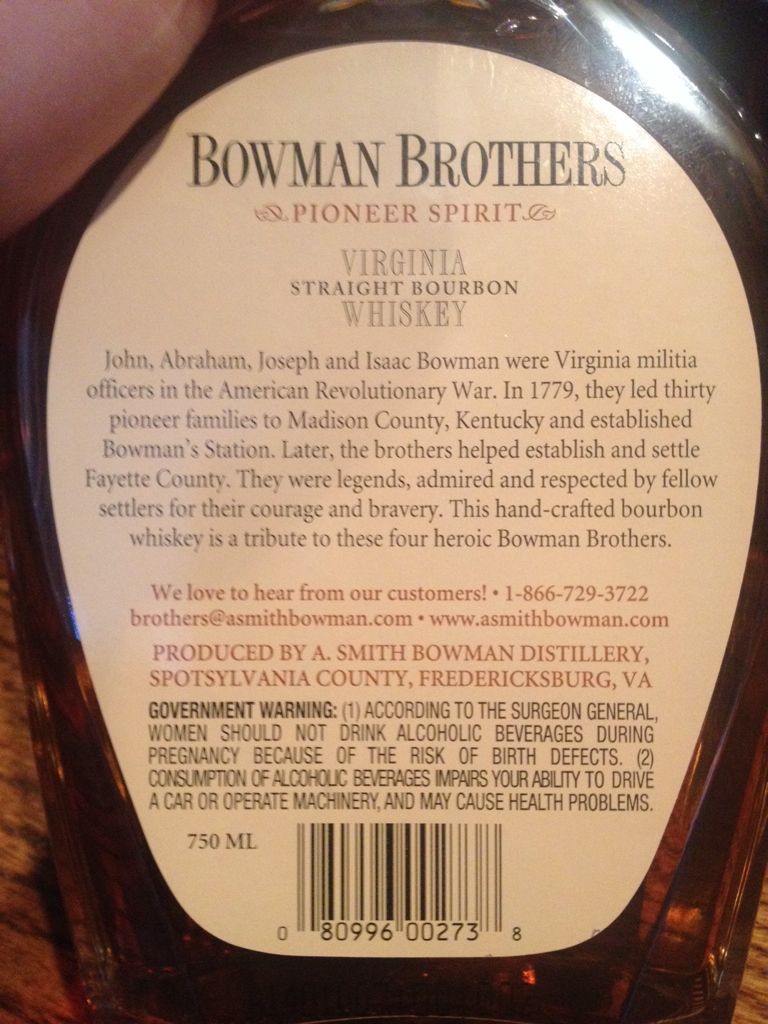 BOWMAN BROTHERS
PIONEER SPIRIT
VIRGINIA
STRAIGHT BOURBON
WHISKEY
John, Abraham, Joseph and Isaac Bowman were Virginia militia
officers in the American Revolutionary War. In 1779, they led thirty
pioneer families to Madison County, Kentucky and established
Bowman's Station. Later, the brothers helped establish and settle
Fayette County. They were legends, admired and respected by fellow
settlers for their courage and bravery. This hand-crafted bourbon
whiskey is a tribute to these four heroic Bowman Brothers.
We love to hear from our customers! • 1-866-729-3722
brothers@asmithbowman.com • www.asmithbowman.com
PRODUCED BY A. SMITH BOWMAN DISTILLERY,
SPOTSYLVANIA COUNTY, FREDERICKSBURG, VA
GOVERNMENT WARNING: (1) ACCORDING TO THE SURGEON GENERAL,
WOMEN SHOULD NOT DRINK ALCOHOLIC BEVERAGES DURING
PREGNANCY BECAUSE OF THE RISK OF BIRTH DEFECTS. (2)
CONSUMPTION OF ALCOHOLIC BEVERAGES IMPAIRS YOUR ABILITY TO DRIVE
A CAR OR OPERATE MACHINERY, AND MAY CAUSE HEALTH PROBLEMS.
750 ML
0 80996 00273 8